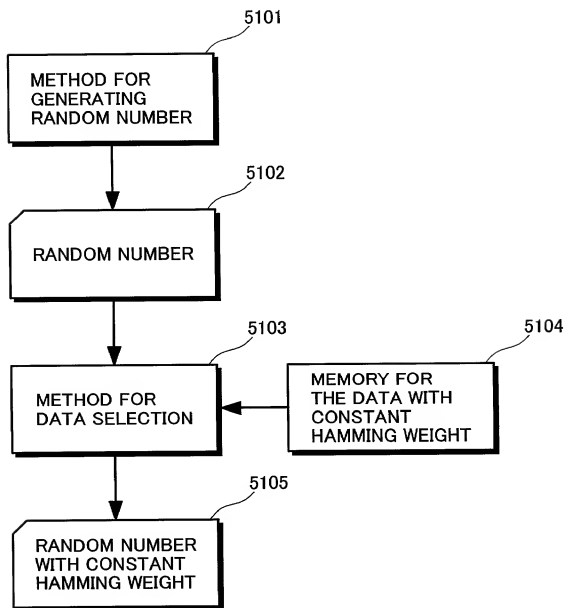 5101
METHOD FOR
GENERATING
RANDOM NUMBER
5102
RANDOM NUMBER
5103
METHOD FOR
DATA SELECTION
5104
MEMORY FOR
THE DATA WITH
CONSTANT
HAMMING WEIGHT
5105
RANDOM NUMBER
WITH CONSTANT
HAMMING WEIGHT